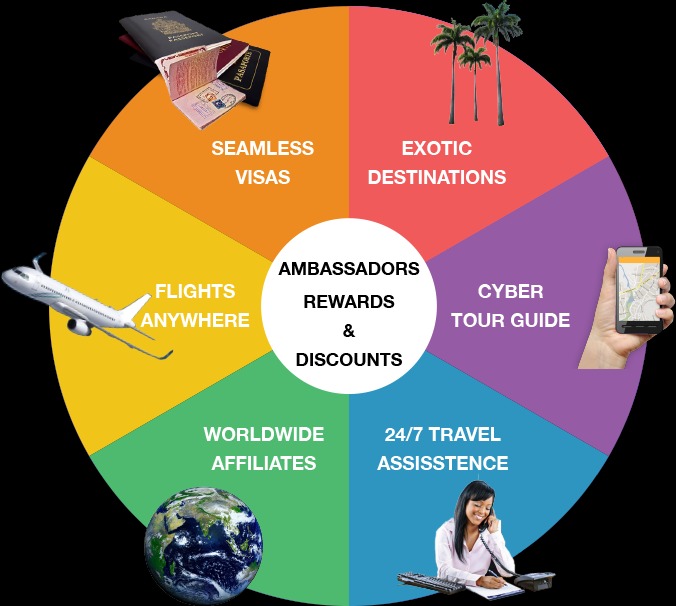 SEAMLESS
VISAS
EXOTIC
DESTINATIONS
FLIGHTS
ANYWHERE
AMBASSADORS
REWARDS
&
DISCOUNTS
CYBER
TOUR GUIDE
WORLDWIDE
AFFILIATES
24/7 TRAVEL
ASSISSTENCE